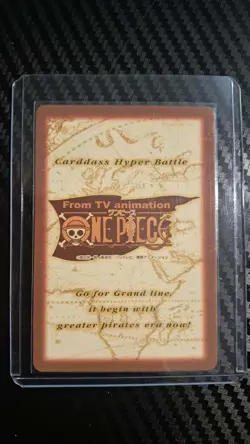 Carddass Hyper Battle
From TV animation
ワンピース
ONE PIECE
Go for Grand line,
it begin with
greater pirates era now!